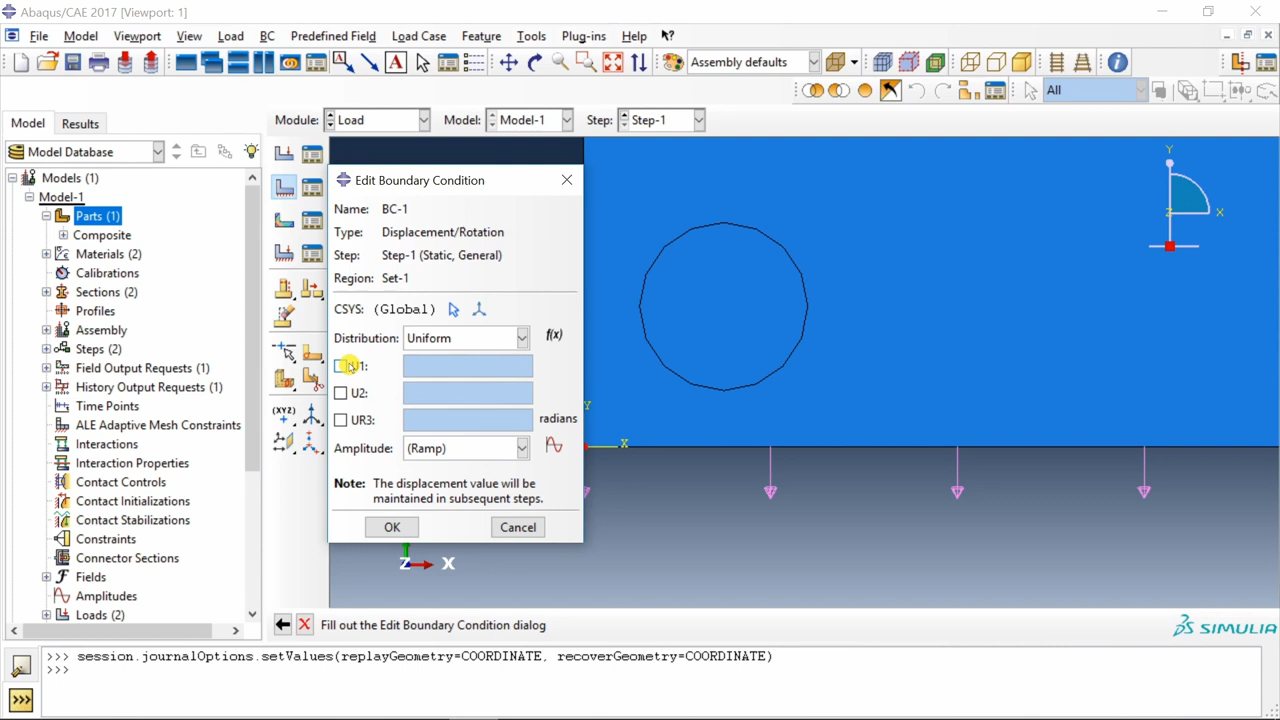 Abaqus/CAE 2017 [Viewport: 1]
File Model Viewport View Load BC Predefined Field Load Case Feature Tools Plug-ins Help
A Assembly defaults
All
Model Results Module: Load Model: Model-1 Step: Step-1
Model Database
Models (1)
Model-1
Parts (1)
Composite
Materials (2)
Calibrations
Sections (2)
Profiles
Assembly
Steps (2)
Field Output Requests (1)
History Output Requests (1)
Time Points
ALE Adaptive Mesh Constraints
Interactions
Interaction Properties
Contact Controls
Contact Initializations
Contact Stabilizations
Constraints
Connector Sections
Fields
Amplitudes
Loads (2)
(XYZ)
Edit Boundary Condition
Name: BC-1
Type: Displacement/Rotation
Step: Step-1 (Static, General)
Region: Set-1
CSYS: (Global)
Distribution: Uniform f(x)
U1:
U2:
UR3: radians
Amplitude: (Ramp)
Note: The displacement value will be
maintained in subsequent steps.
OK Cancel
Y
Z X
Y
X
Z X
Fill out the Edit Boundary Condition dialog
SIMULIA
>>> session.journalOptions.setValues(replayGeometry=COORDINATE, recoverGeometry=COORDINATE)
>>>
>>>